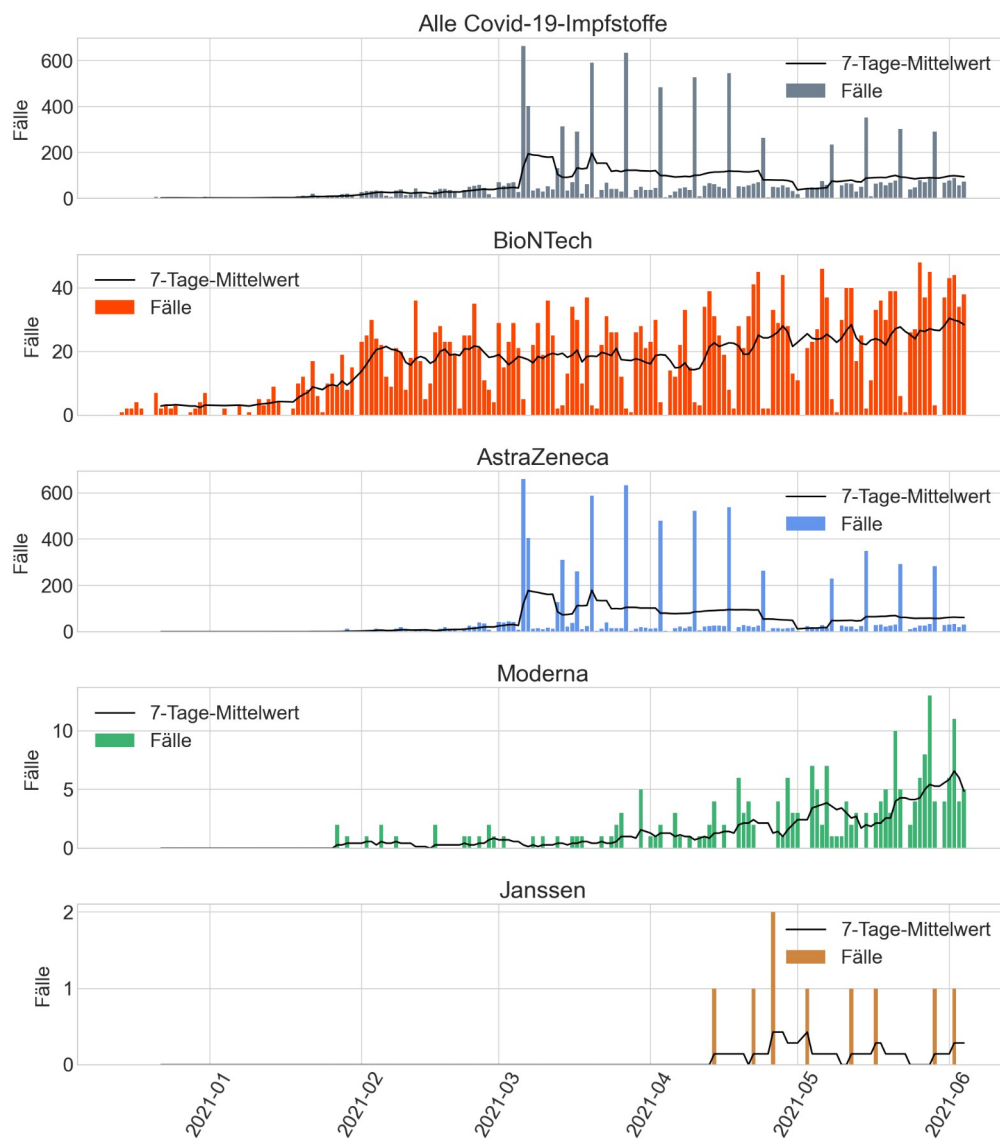 Alle Covid-19-Impfstoffe
600
400
200
0
Fälle
7-Tage-Mittelwert
Fälle
BioNTech
40
20
0
Fälle
7-Tage-Mittelwert
Fälle
AstraZeneca
600
400
200
0
Fälle
7-Tage-Mittelwert
Fälle
Moderna
10
5
0
Fälle
7-Tage-Mittelwert
Fälle
Janssen
2
1
0
Fälle
7-Tage-Mittelwert
Fälle
2021-01
2021-02
2021-03
2021-04
2021-05
2021-06